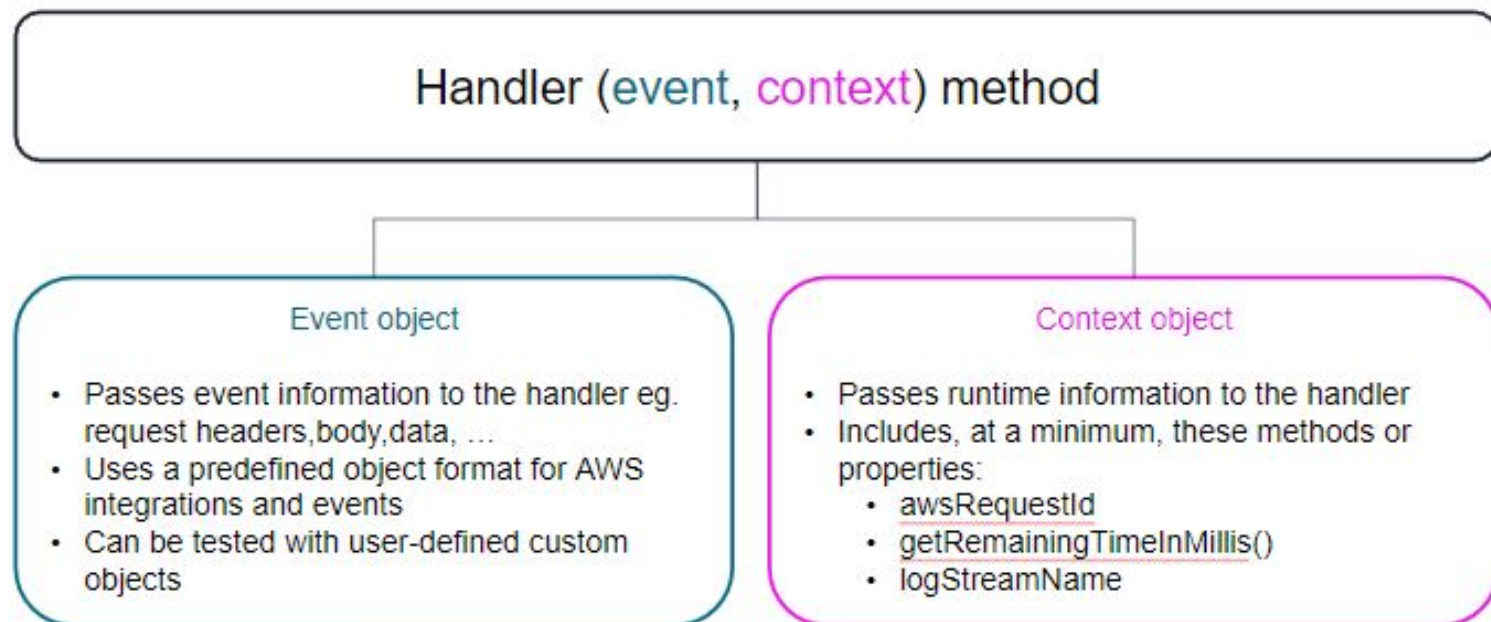 Handler (event, context) method
Event object
• Passes event information to the handler eg.
request headers,body,data, ...
• Uses a predefined object format for AWS
integrations and events
• Can be tested with user-defined custom
objects
Context object
• Passes runtime information to the handler
• Includes, at a minimum, these methods or
properties:
• awsRequestId
• getRemainingTimeInMillis()
• logStreamName